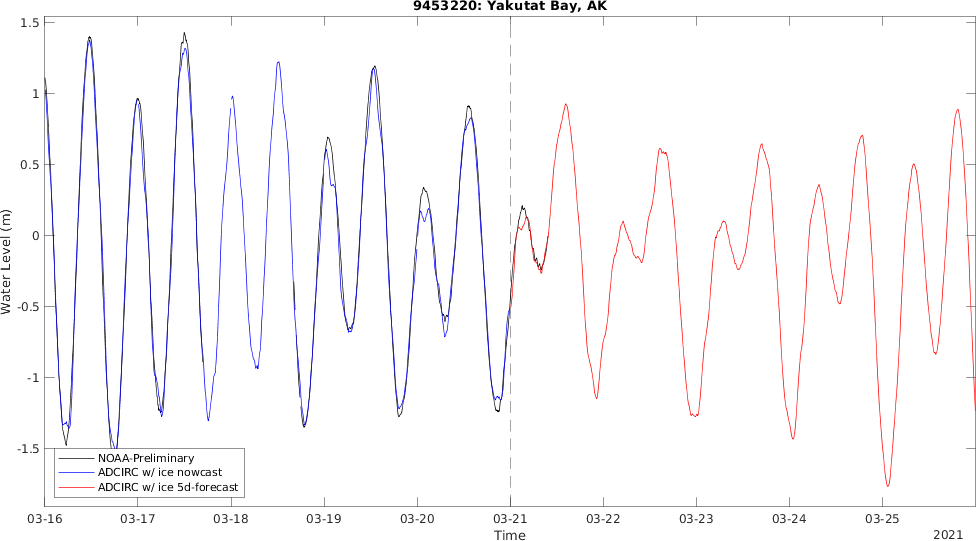 9453220: Yakutat Bay, AK
Water Level (m)
1.5
1
0.5
0
-0.5
-1
-1.5
NOAA-Preliminary
ADCIRC w/ ice nowcast
ADCIRC w/ ice 5d-forecast
03-16 03-17 03-18 03-19 03-20 03-21 03-22 03-23 03-24 03-25
Time
2021